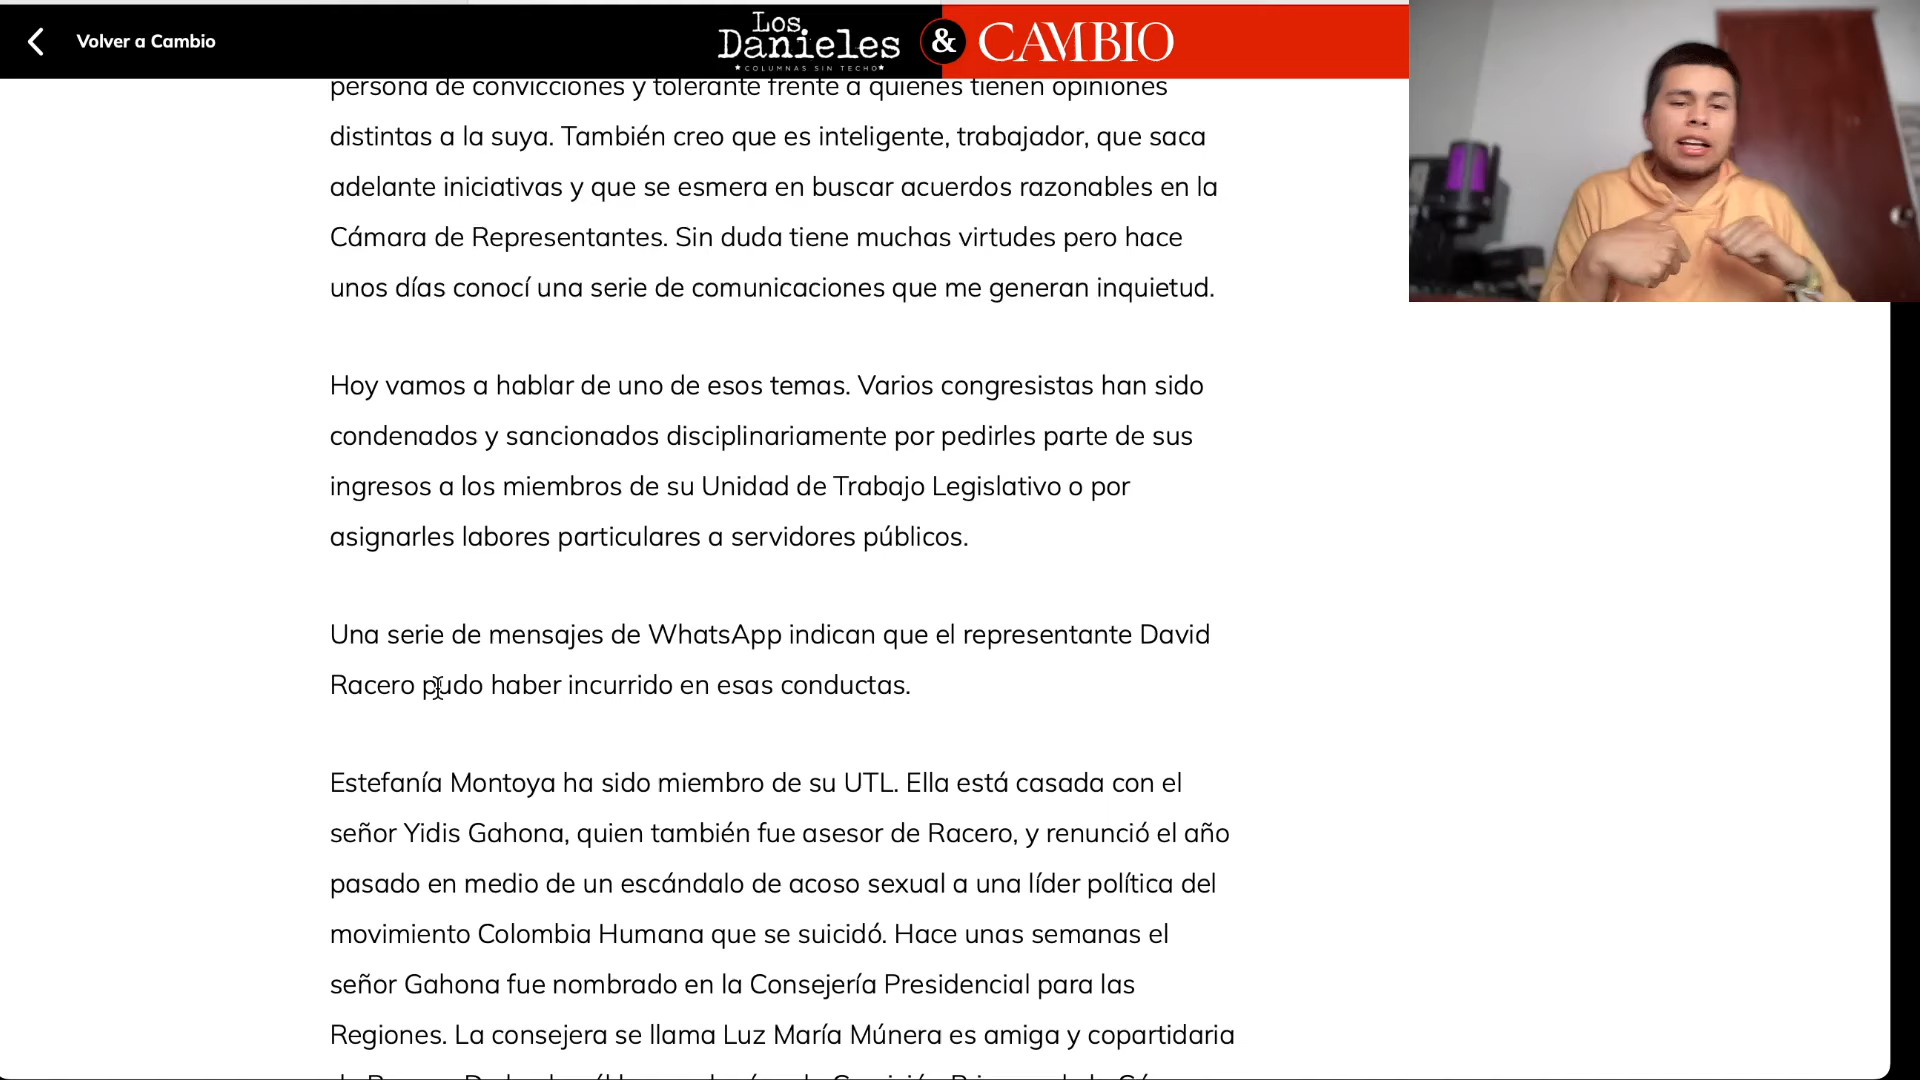 Volver a Cambio
Los
Danieles & CAMBIO
★COLUMNAS SIN TECHO★
persona de convicciones y tolerante frente a quienes tienen opiniones
distintas a la suya. También creo que es inteligente, trabajador, que saca
adelante iniciativas y que se esmera en buscar acuerdos razonables en la
Cámara de Representantes. Sin duda tiene muchas virtudes pero hace
unos días conocí una serie de comunicaciones que me generan inquietud.
Hoy vamos a hablar de uno de esos temas. Varios congresistas han sido
condenados y sancionados disciplinariamente por pedirles parte de sus
ingresos a los miembros de su Unidad de Trabajo Legislativo o por
asignarles labores particulares a servidores públicos.
Una serie de mensajes de WhatsApp indican que el representante David
Racero pudo haber incurrido en esas conductas.
Estefanía Montoya ha sido miembro de su UTL. Ella está casada con el
señor Yidis Gahona, quien también fue asesor de Racero, y renunció el año
pasado en medio de un escándalo de acoso sexual a una líder política del
movimiento Colombia Humana que se suicidó. Hace unas semanas el
señor Gahona fue nombrado en la Consejería Presidencial para las
Regiones. La consejera se llama Luz María Múnera es amiga y copartidaria